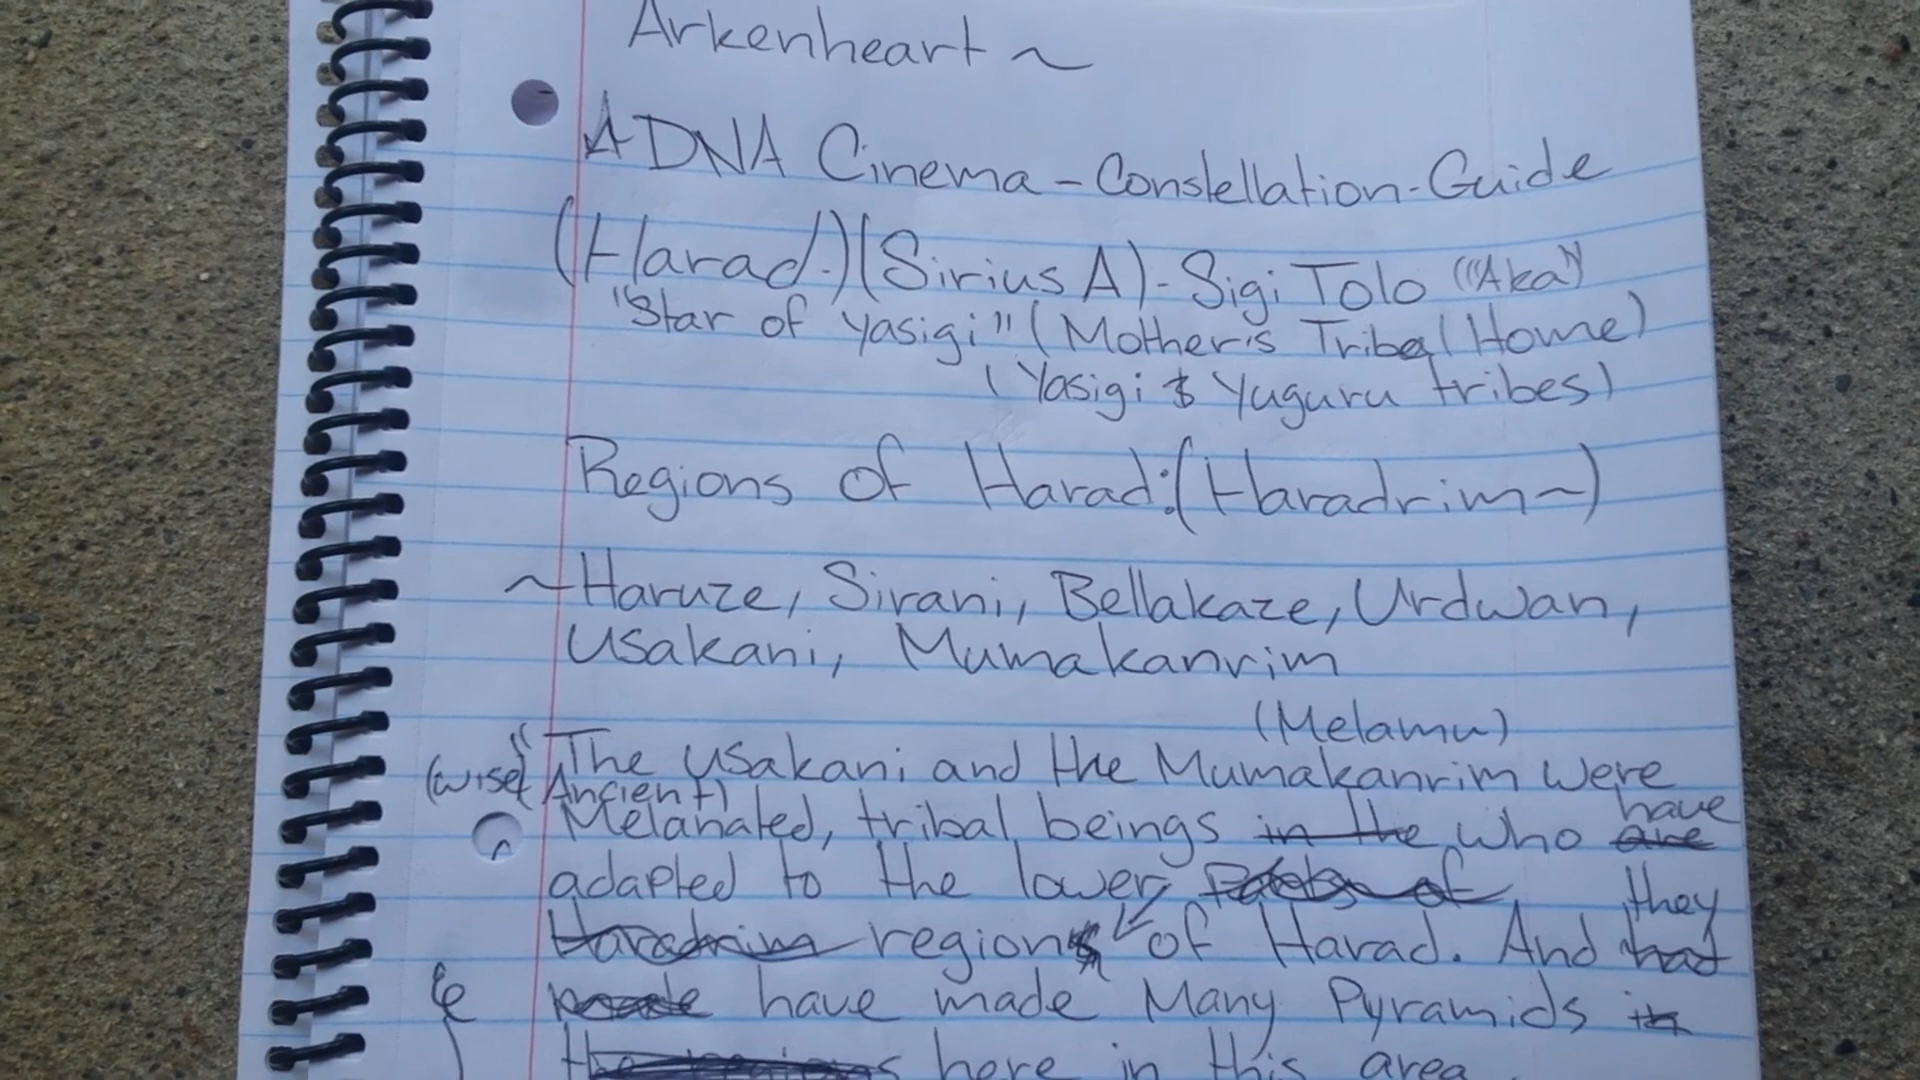 Arkenheart ~
A DNA Cinema-Constellation-Guide
(Harad.)(Sirius A)-Sigi Tolo ("Aka")
"Star of Yasigi" (Mother's Tribal Home)
(Yasigi & Yuguru tribes)
Regions of Harad:(Haradrim~)
~Haruze, Sirani, Bellakaze, Urdwan,
Usakani, Mumakanrim
(Melamu)
"The Usakani and the Mumakanrim were
(wise & Ancient)
Melanated, tribal beings in the who are have
adapted to the lower
Haradrim regions of Harad. And had they
have made Many Pyramids in
here in this area.